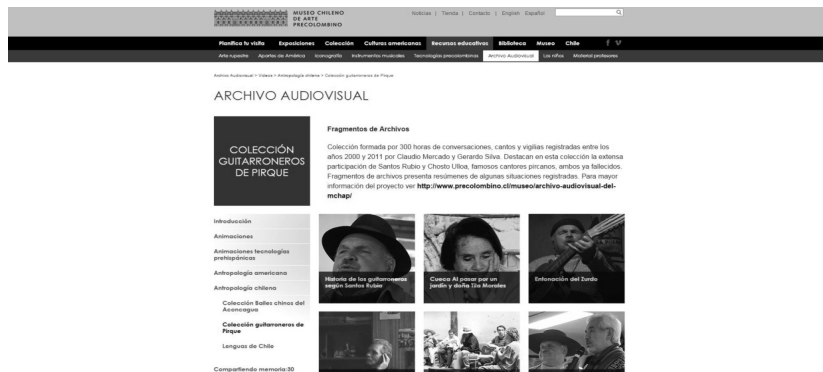 MUSEO CHILENO
DE ARTE
PRECOLOMBINO
Noticias | Tienda | Contacto | English Español
Planifica tu visita Exposiciones Colección Culturas americanas Recursos educativos Biblioteca Museo Chile
Arte rupestre Aportes de América Iconografía Instrumentos musicales Tecnologías precolombinas Archivo Audiovisual Los niños Material profesores
Archivo Audiovisual > Videos > Antropología chilena > Colección guitarroneros de Pirque
ARCHIVO AUDIOVISUAL
COLECCIÓN
GUITARRONEROS
DE PIRQUE
Fragmentos de Archivos
Colección formada por 300 horas de conversaciones, cantos y vigilias registradas entre los
años 2000 y 2011 por Claudio Mercado y Gerardo Silva. Destacan en esta colección la extensa
participación de Santos Rubio y Chosto Ulloa, famosos cantores pircanos, ambos ya fallecidos.
Fragmentos de archivos presenta resúmenes de algunas situaciones registradas. Para mayor
información del proyecto ver http://www.precolombino.cl/museo/archivo-audiovisual-del-
mchap/
Introducción
Animaciones
Animaciones tecnologías
prehispánicas
Antropología americana
Antropología chilena
Colección Bailes chinos del
Aconcagua
Colección guitarroneros de
Pirque
Lenguas de Chile
Compartiendo memoria:30
Historia de los guitarroneros
según Santos Rubio
Cueca Al pasar por un
jardín y doña Tila Morales
Entonación del Zurdo